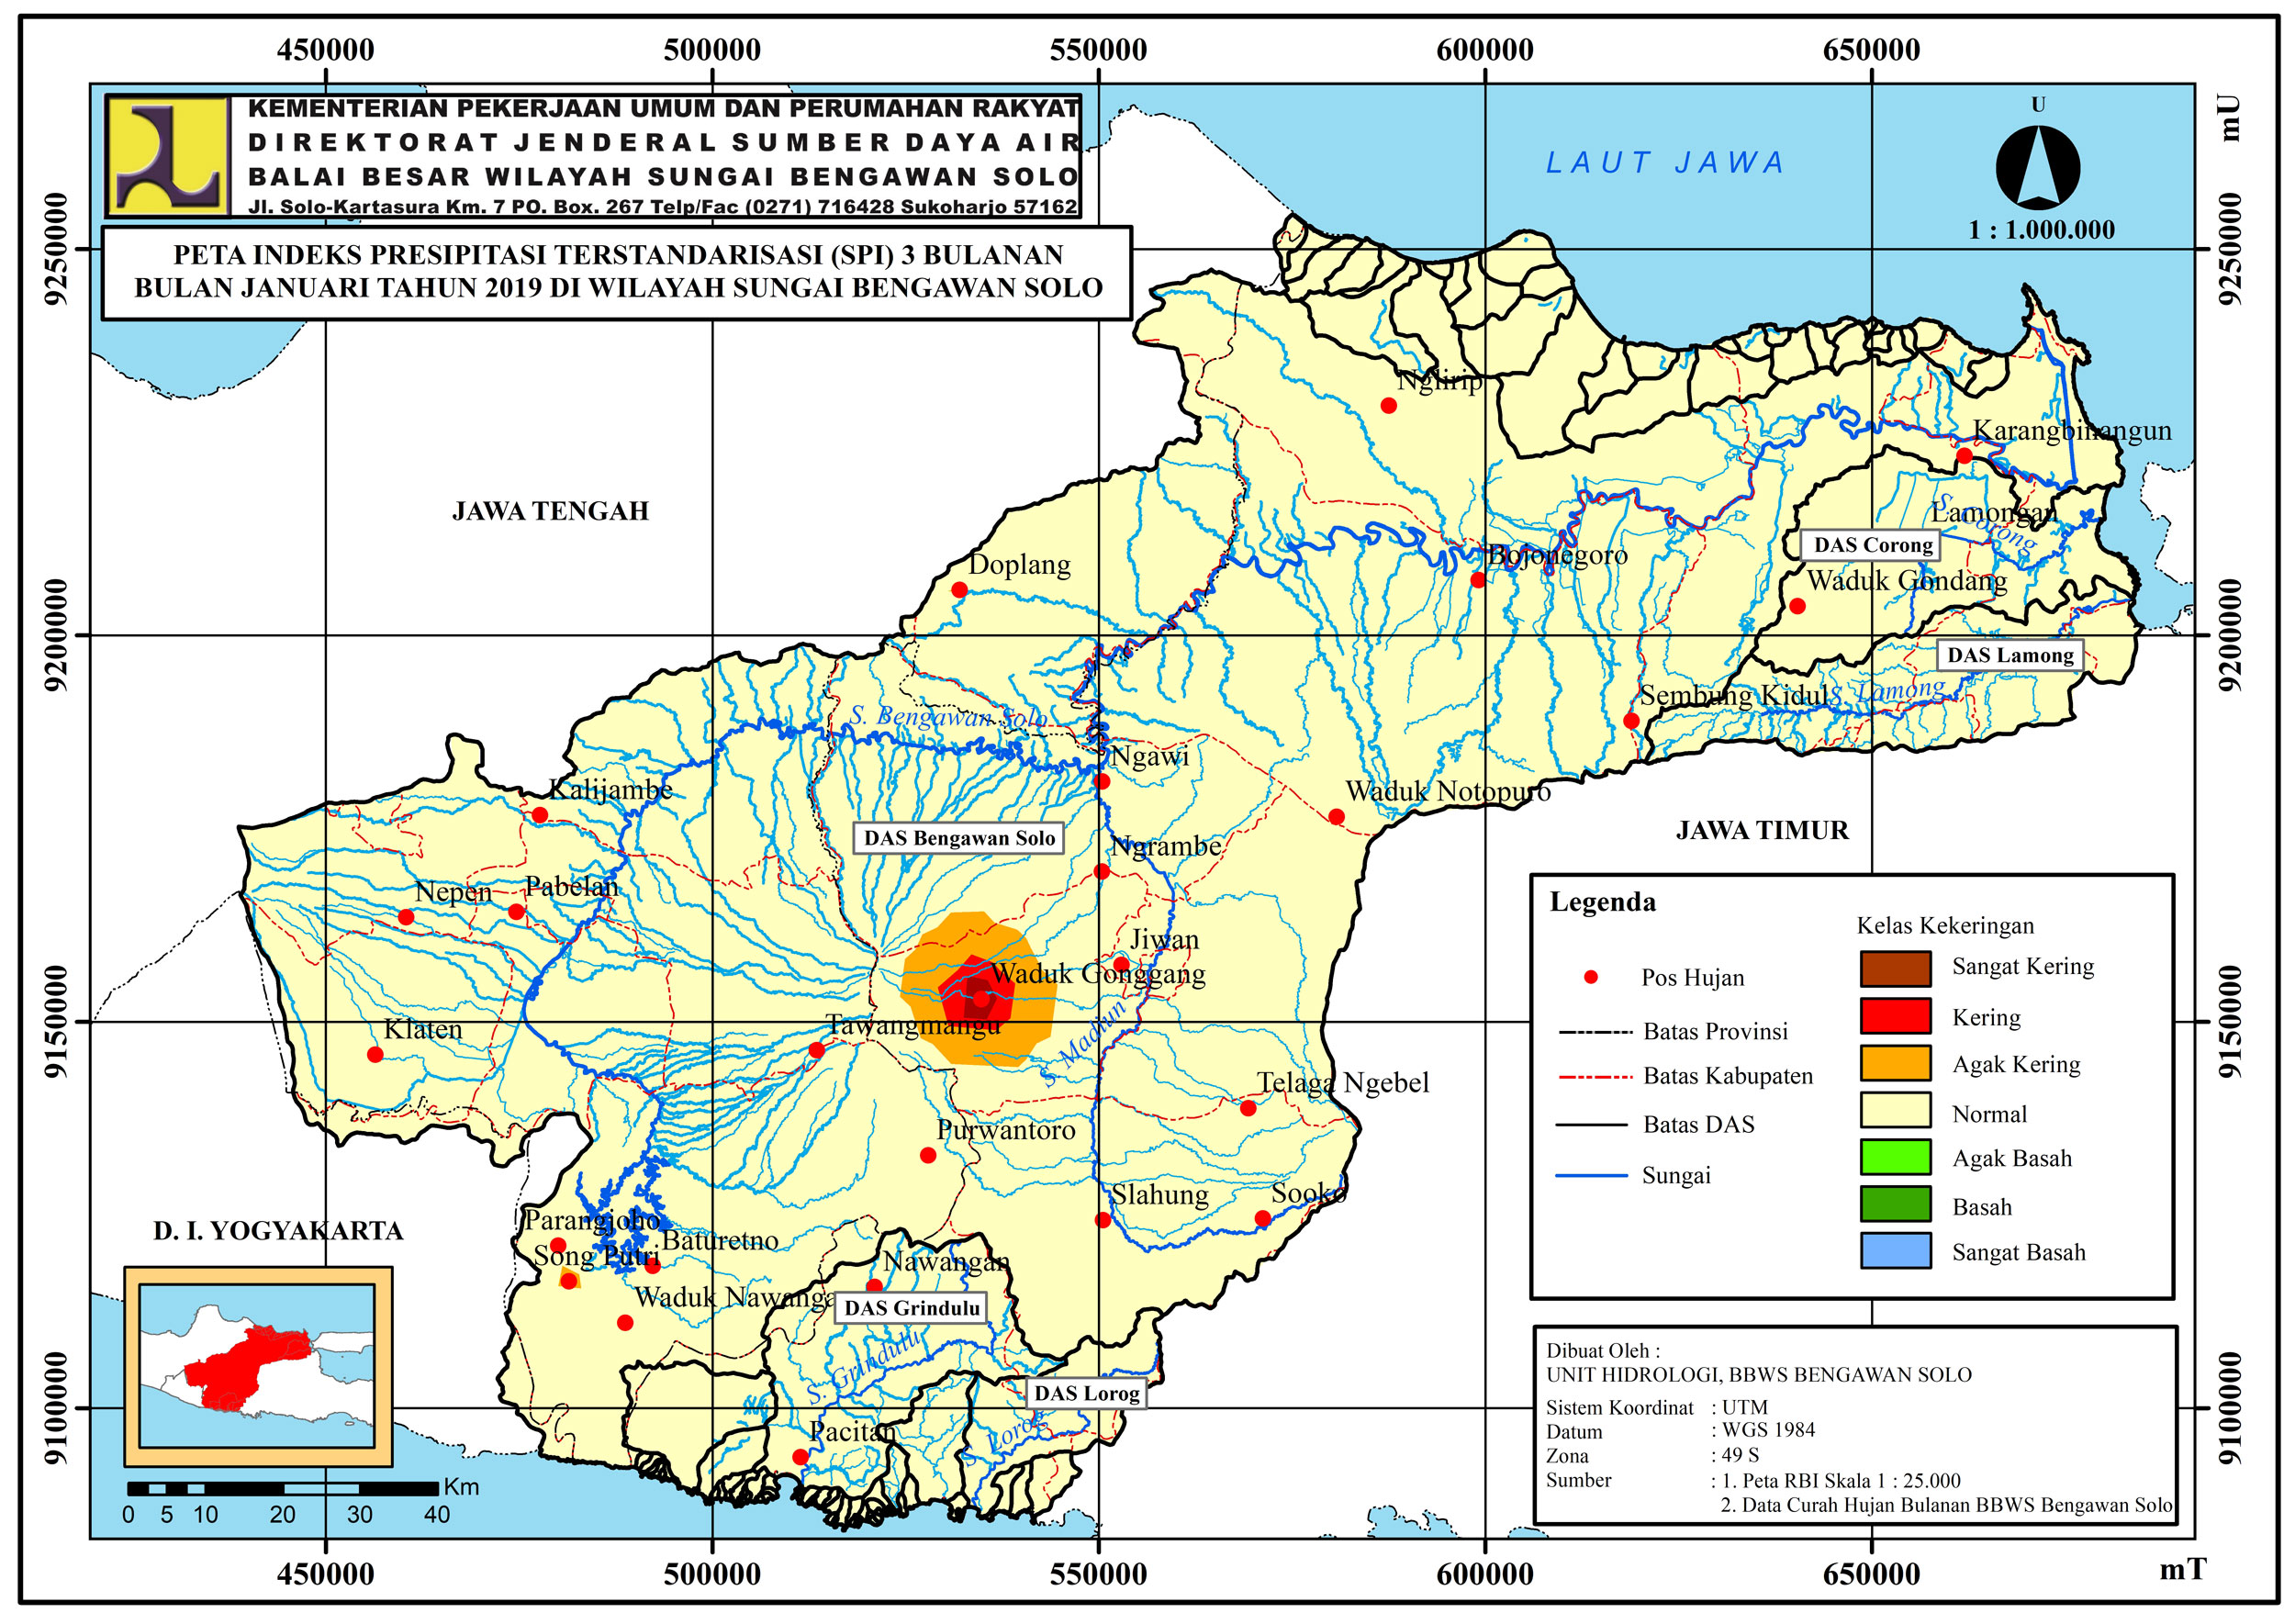 450000 500000 550000 600000 650000
KEMENTERIAN PEKERJAAN UMUM DAN PERUMAHAN RAKYAT
DIREKTORAT JENDERAL SUMBER DAYA AIR
BALAI BESAR WILAYAH SUNGAI BENGAWAN SOLO
Jl. Solo-Kartasura Km. 7 PO. Box. 267 Telp/Fac (0271) 716428 Sukoharjo 57162
PETA INDEKS PRESIPITASI TERSTANDARISASI (SPI) 3 BULANAN
BULAN JANUARI TAHUN 2019 DI WILAYAH SUNGAI BENGAWAN SOLO
LAUT JAWA
U
1 : 1.000.000
mU
9250000
9250000
9200000
9200000
9150000
9150000
9100000
9100000
JAWA TENGAH
Nglirip
Karangbinangun
Lamongan
S. Corong
DAS Corong
Doplang
Bojonegoro
Waduk Gondang
DAS Lamong
Sembung Kidul
S. Lamong
S. Bengawan Solo
Ngawi
Kalijambe
Waduk Notopuro
JAWA TIMUR
DAS Bengawan Solo
Ngrambe
Nepen
Pabelan
Jiwan
Waduk Gonggang
Klaten
Tawangmangu
S. Madiun
Telaga Ngebel
Purwantoro
Slahung
Sooko
D. I. YOGYAKARTA
Parangjoho
Baturetno
Song Putri
Nawangan
Waduk Nawanga
DAS Grindulu
S. Grindulu
DAS Lorog
S. Lorog
Pacitan
Legenda
Pos Hujan
Batas Provinsi
Batas Kabupaten
Batas DAS
Sungai
Kelas Kekeringan
Sangat Kering
Kering
Agak Kering
Normal
Agak Basah
Basah
Sangat Basah
Dibuat Oleh :
UNIT HIDROLOGI, BBWS BENGAWAN SOLO
Sistem Koordinat : UTM
Datum : WGS 1984
Zona : 49 S
Sumber : 1. Peta RBI Skala 1 : 25.000
2. Data Curah Hujan Bulanan BBWS Bengawan Solo
Km
0 5 10 20 30 40
450000 500000 550000 600000 650000
mT